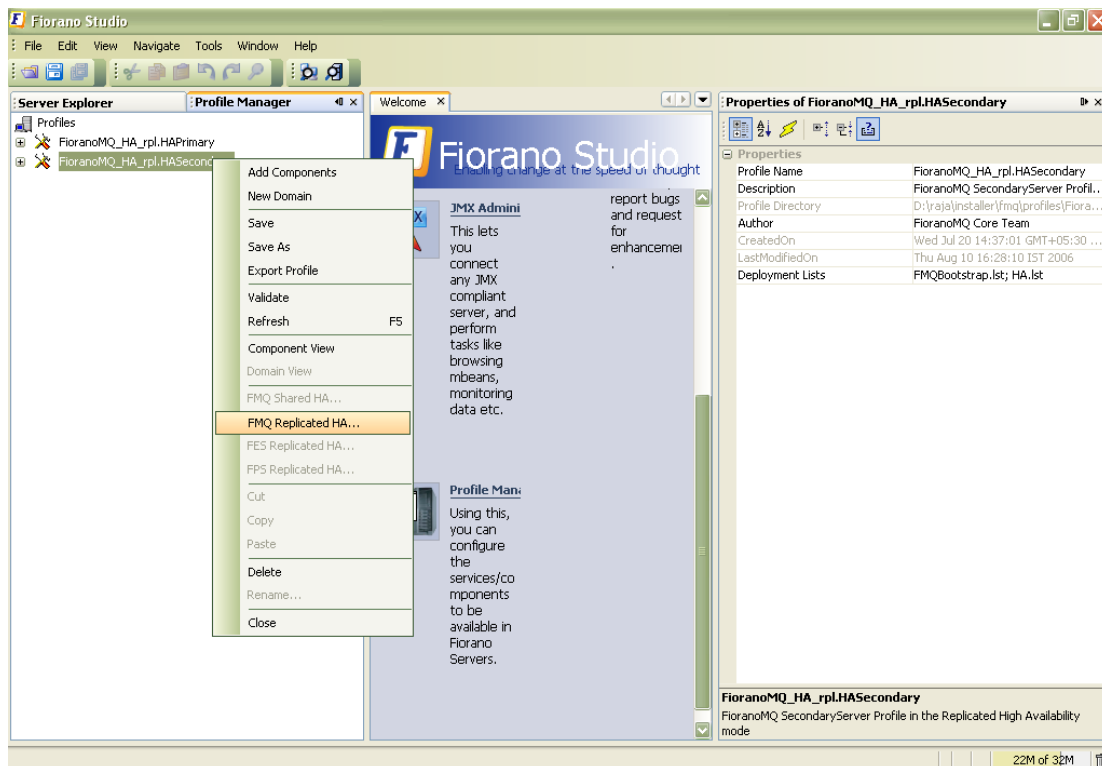 Fiorano Studio
File Edit View Navigate Tools Window Help
Server Explorer
Profile Manager
Profiles
FioranoMQ_HA_rpl.HAPrimary
FioranoMQ_HA_rpl.HASecond
Add Components
New Domain
Save
Save As
Export Profile
Validate
Refresh F5
Component View
Domain View
FMQ Shared HA...
FMQ Replicated HA...
FES Replicated HA...
FPS Replicated HA...
Cut
Copy
Paste
Delete
Rename...
Close
Welcome
Fiorano Studio
Enabling change at the speed of thought
JMX Admini
This lets
you
connect
any JMX
compliant
server, and
perform
tasks like
browsing
mbeans,
monitoring
data etc.
report bugs
and request
for
enhancemei
.
Profile Mana
Using this,
you can
configure
the
services/co
mponents
to be
available in
Fiorano
Servers.
Properties of FioranoMQ_HA_rpl.HASecondary
Properties
Profile Name FioranoMQ_HA_rpl.HASecondary
Description FioranoMQ SecondaryServer Profil...
Profile Directory D:\raja\installer\fmq\profiles\Fiora...
Author FioranoMQ Core Team
CreatedOn Wed Jul 20 14:37:01 GMT+05:30 ...
LastModifiedOn Thu Aug 10 16:28:10 IST 2006
Deployment Lists FMQBootstrap.lst; HA.lst
FioranoMQ_HA_rpl.HASecondary
FioranoMQ SecondaryServer Profile in the Replicated High Availability
mode
22M of 32M